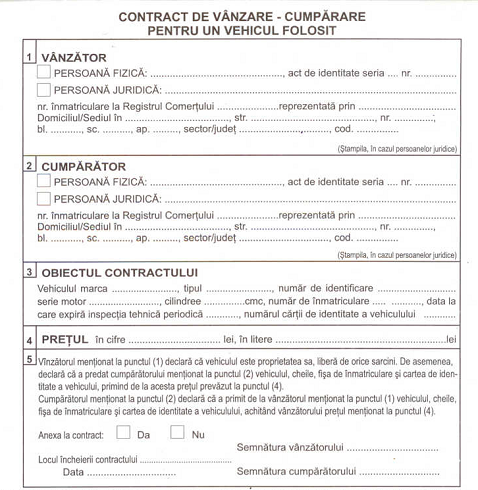 CONTRACT DE VÂNZARE - CUMPĂRARE
PENTRU UN VEHICUL FOLOSIT
1 VÂNZĂTOR
PERSOANĂ FIZICĂ: ................................., act de identitate seria .... nr. ............
PERSOANĂ JURIDICĂ: ..........................................................................
nr. înmatriculare la Registrul Comerţului ................reprezentată prin ....................
Domiciliul/Sediul în ........................., str. ................................, nr. .............;
bl. ..........., sc. .........., ap. ........, sector/judeţ ........................, cod. .............
(Ştampila, în cazul persoanelor juridice)
2 CUMPĂRĂTOR
PERSOANĂ FIZICĂ: ................................., act de identitate seria .... nr. ............
PERSOANĂ JURIDICĂ: ..........................................................................
nr. înmatriculare la Registrul Comerţului ................reprezentată prin ....................
Domiciliul/Sediul în ........................., str. ................................, nr. .............,
bl. ..........., sc. .........., ap. ........, sector/judeţ ........................, cod. .............
(Ştampila, în cazul persoanelor juridice)
3 OBIECTUL CONTRACTULUI
Vehiculul marca ................, tipul ................, număr de identificare ....................
serie motor ................, cilindree ..........cmc, număr de înmatriculare ..... ......, data la
care expiră inspecţia tehnică periodică .........., numărul cărţii de identitate a vehiculului ..........
4 PREŢUL în cifre ........................ lei, în litere .............................................lei
5 Vînzătorul menţionat la punctul (1) declară că vehiculul este proprietatea sa, liberă de orice sarcini. De asemenea,
declară că a predat cumpărătorului menţionat la punctul (2) vehiculul, cheile, fişa de înmatriculare şi cartea de iden-
titate a vehiculului, primind de la acesta preţul prevăzut la punctul (4).
Cumpărătorul menţionat la punctul (2) declară că a primit de la vânzătorul menţionat la punctul (1) vehiculul, cheile,
fişa de înmatriculare şi cartea de identitate a vehiculului, achitând vânzătorului preţul menţionat la punctul (4).
Anexa la contract: Da Nu
Semnătura vânzătorului ..........................
Locul încheierii contractului ..........................
Data ..........................
Semnătura cumpărătorului ..........................